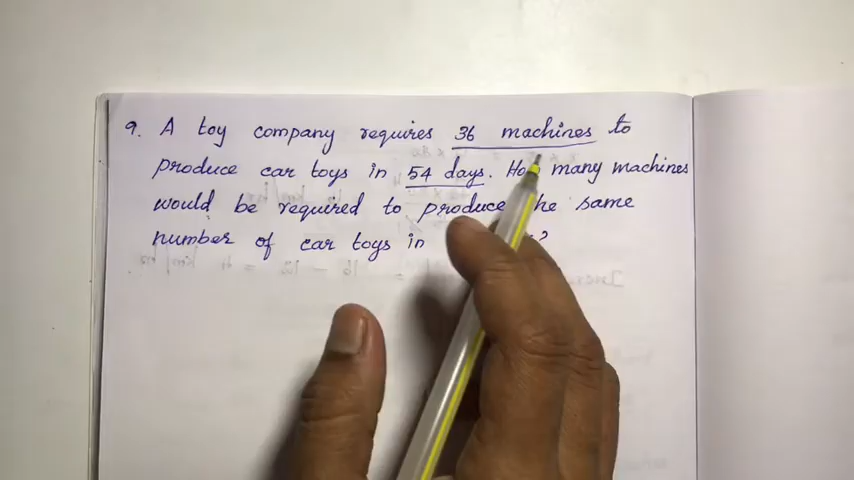 9. A toy company requires 36 machines to
produce car toys in 54 days. How many machines
would be required to produce the same
number of car toys in ?